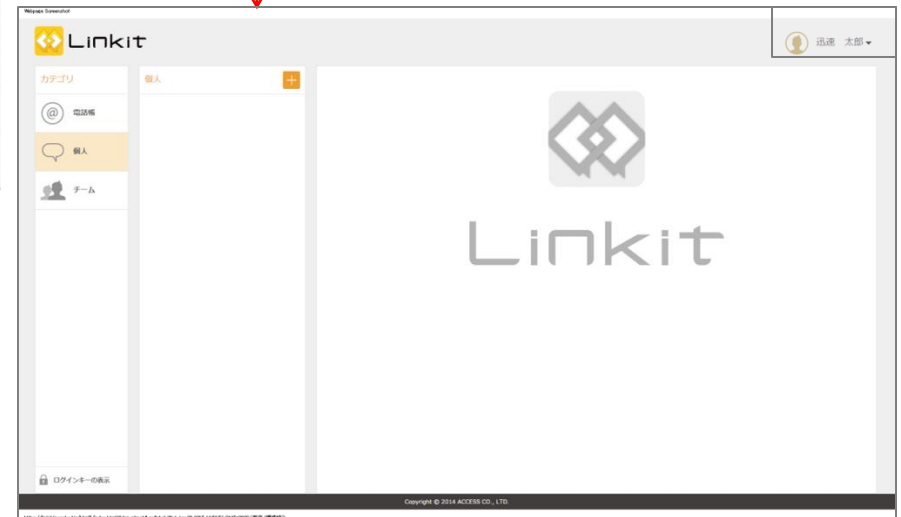 Webpage Screenshot
Linkit
迅速 太郎
カテゴリ
個人
電話帳
個人
チーム
Linkit
ログインキーの表示
Copyright © 2014 ACCESS CO., LTD.